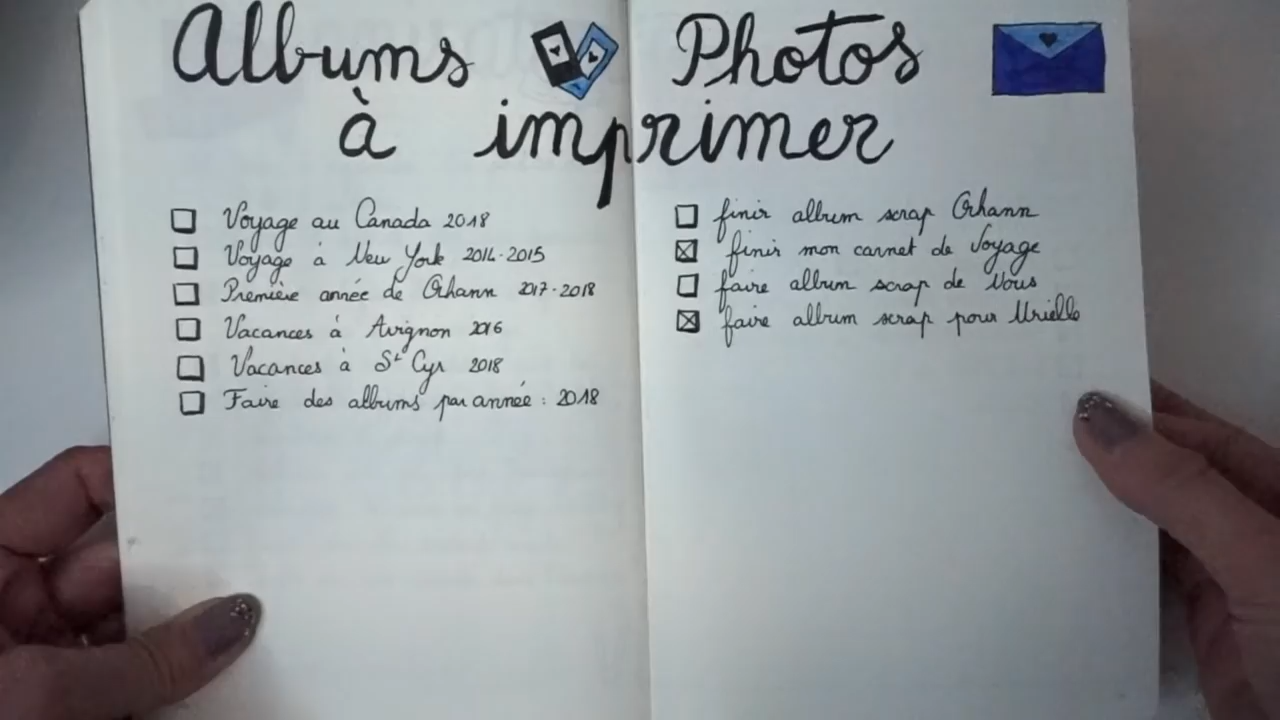 Albums Photos
à imprimer
Voyage au Canada 2018
Voyage à New York 2014-2015
Première année de Orhann 2017-2018
Vacances à Avignon 2016
Vacances à St Cyr 2018
Faire des albums par année : 2018
finir album scrap Orhann
finir mon carnet de Voyage
faire album scrap de Nous
faire album scrap pour Urielle